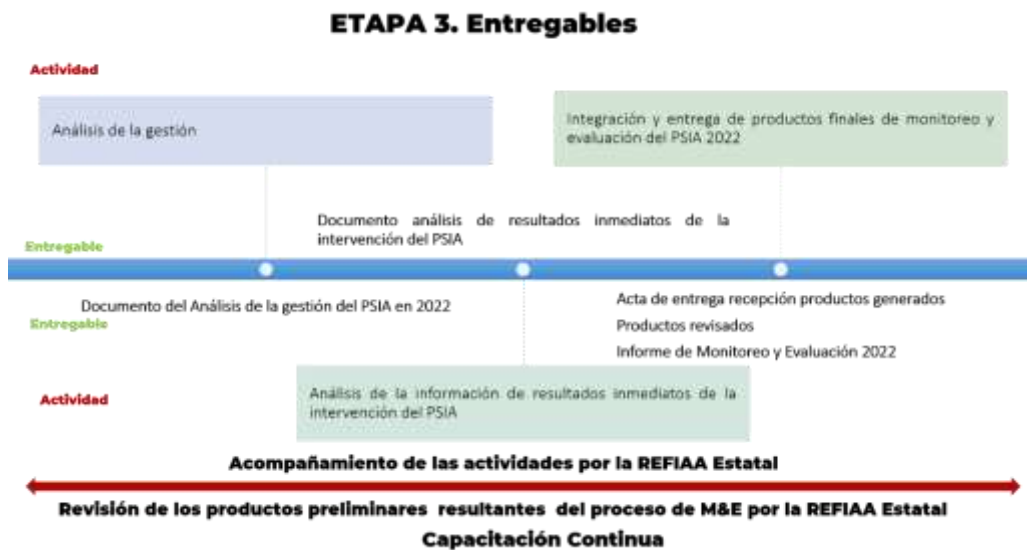 ETAPA 3. Entregables
Actividad
Análisis de la gestión
Integración y entrega de productos finales de monitoreo y
evaluación del PSIA 2022
Documento análisis de resultados inmediatos de la
intervención del PSIA
Entregable
Documento del Análisis de la gestión del PSIA en 2022
Entregable
Acta de entrega recepción productos generados
Productos revisados
Informe de Monitoreo y Evaluación 2022
Actividad
Análisis de la información de resultados inmediatos de la
intervención del PSIA
Acompañamiento de las actividades por la REFIAA Estatal
Revisión de los productos preliminares resultantes del proceso de M&E por la REFIAA Estatal
Capacitación Continua